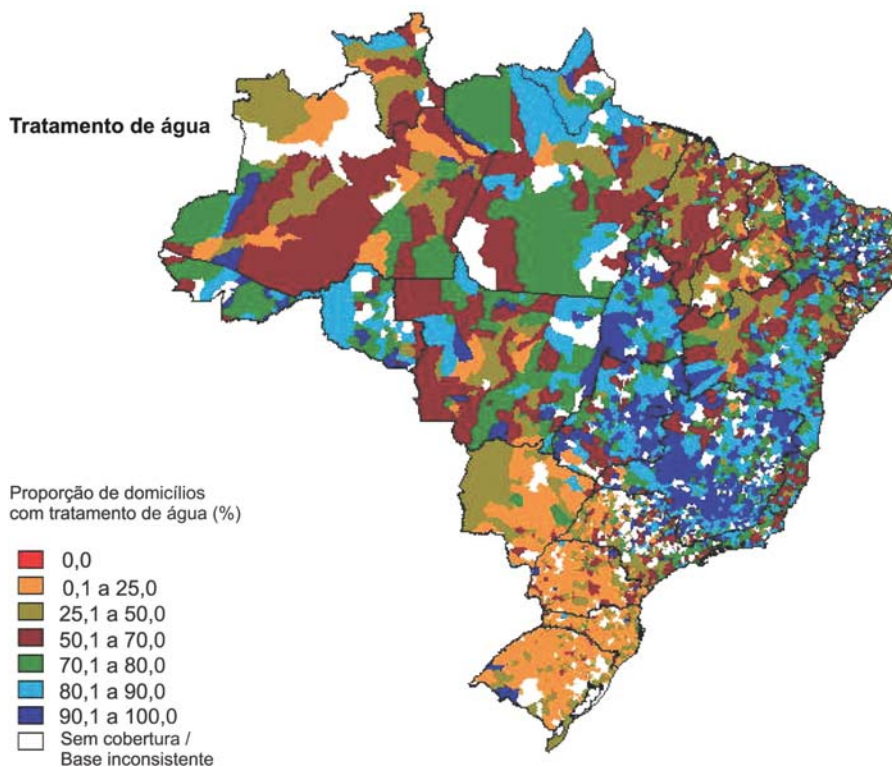 Tratamento de água
Proporção de domicílios
com tratamento de água (%)
0,0
0,1 a 25,0
25,1 a 50,0
50,1 a 70,0
70,1 a 80,0
80,1 a 90,0
90,1 a 100,0
Sem cobertura /
Base inconsistente